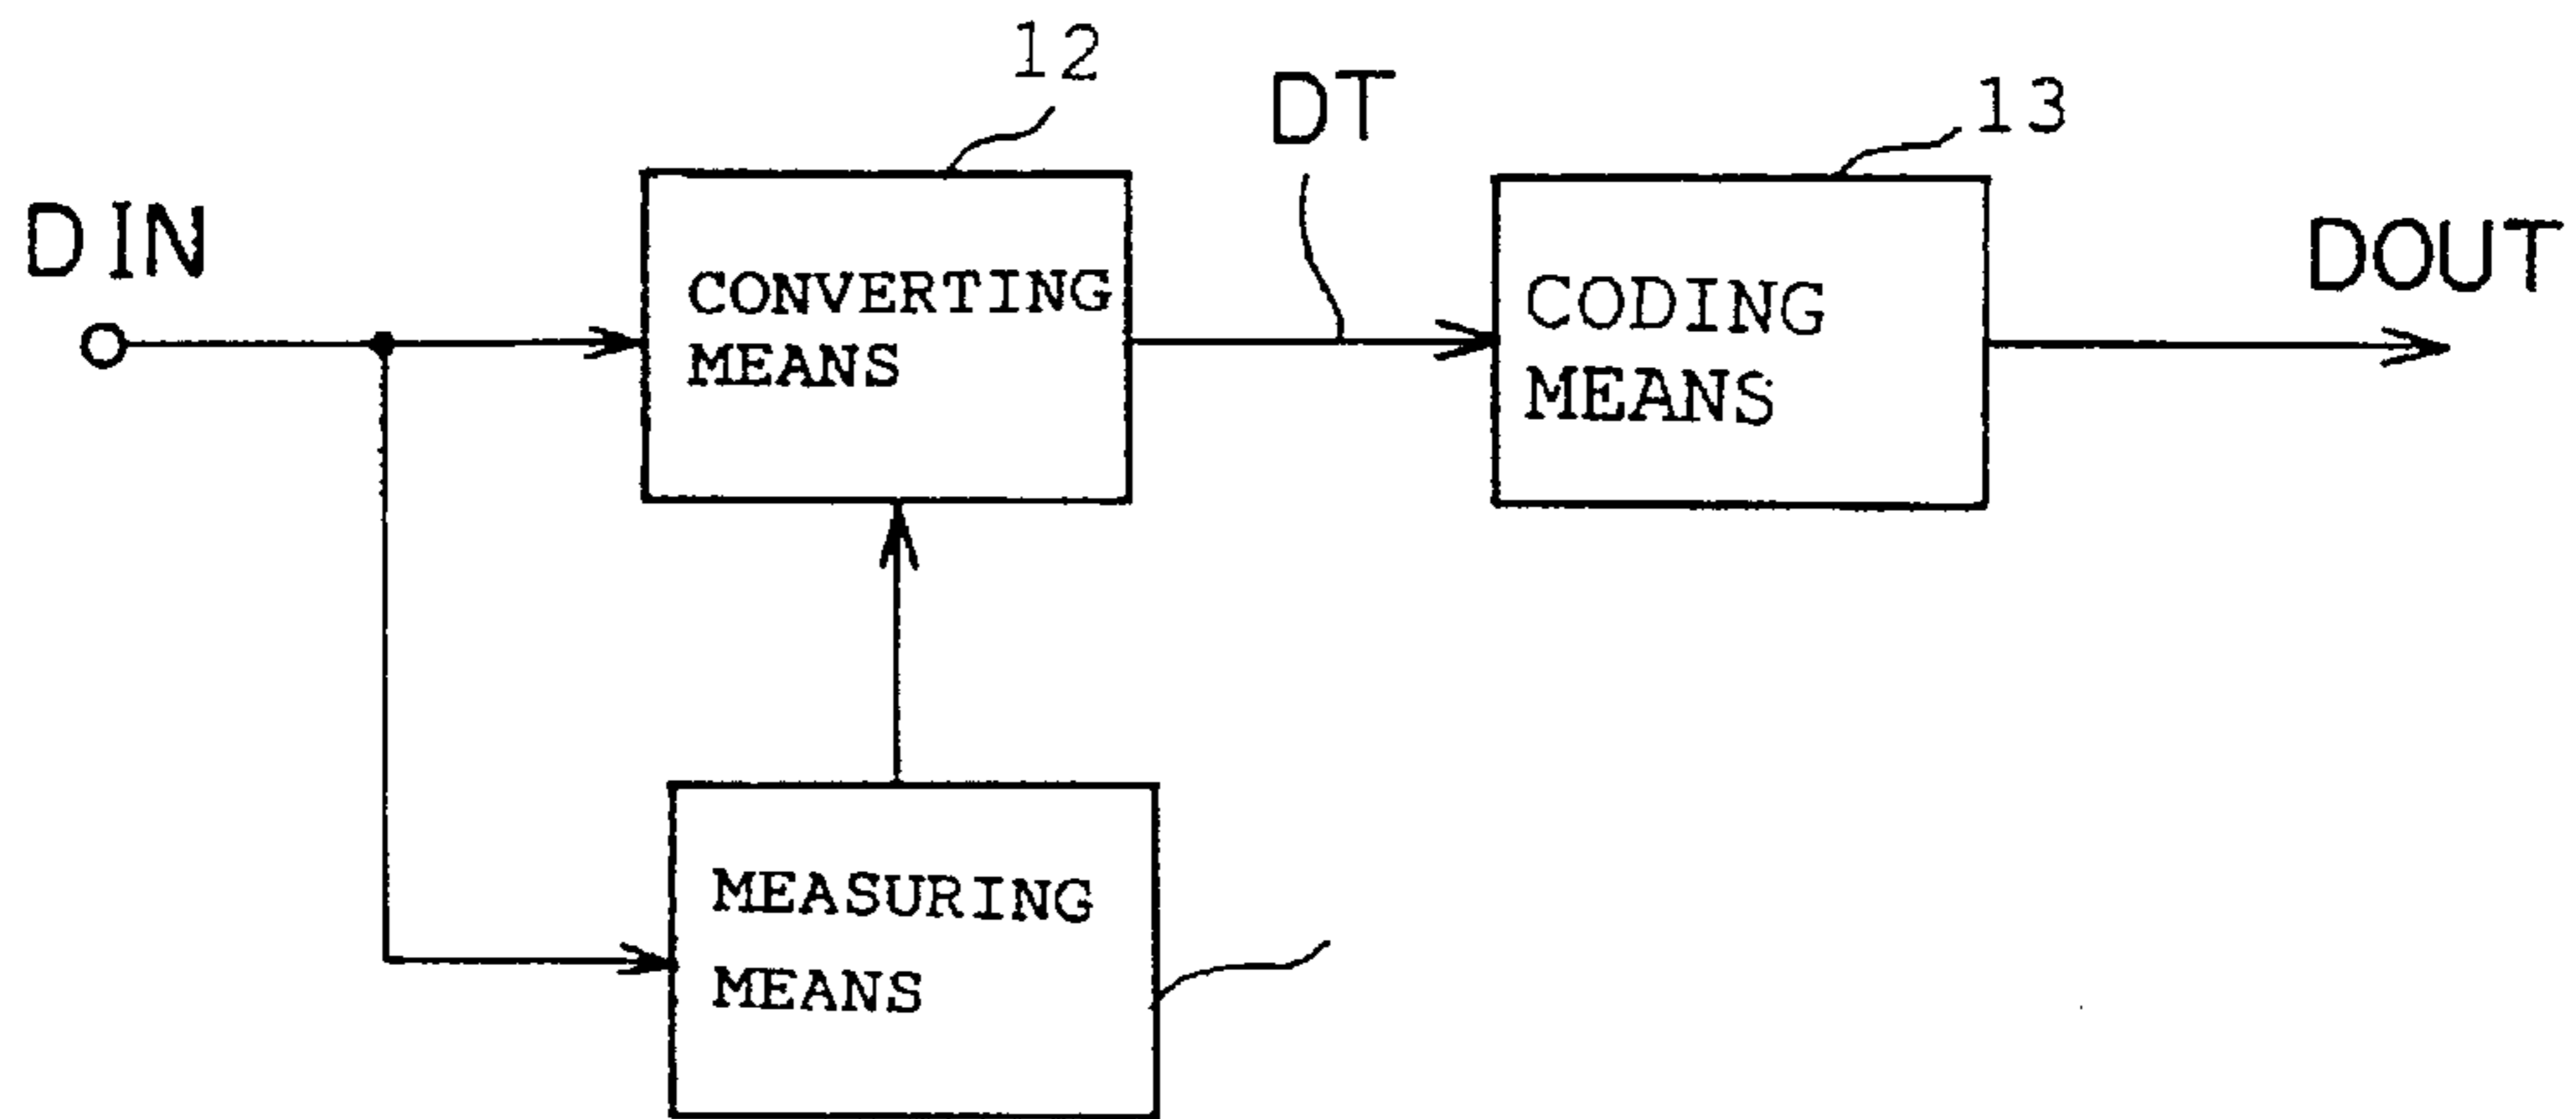 12
DT
13
DIN
DOUT
CONVERTING
MEANS
CODING
MEANS
MEASURING
MEANS